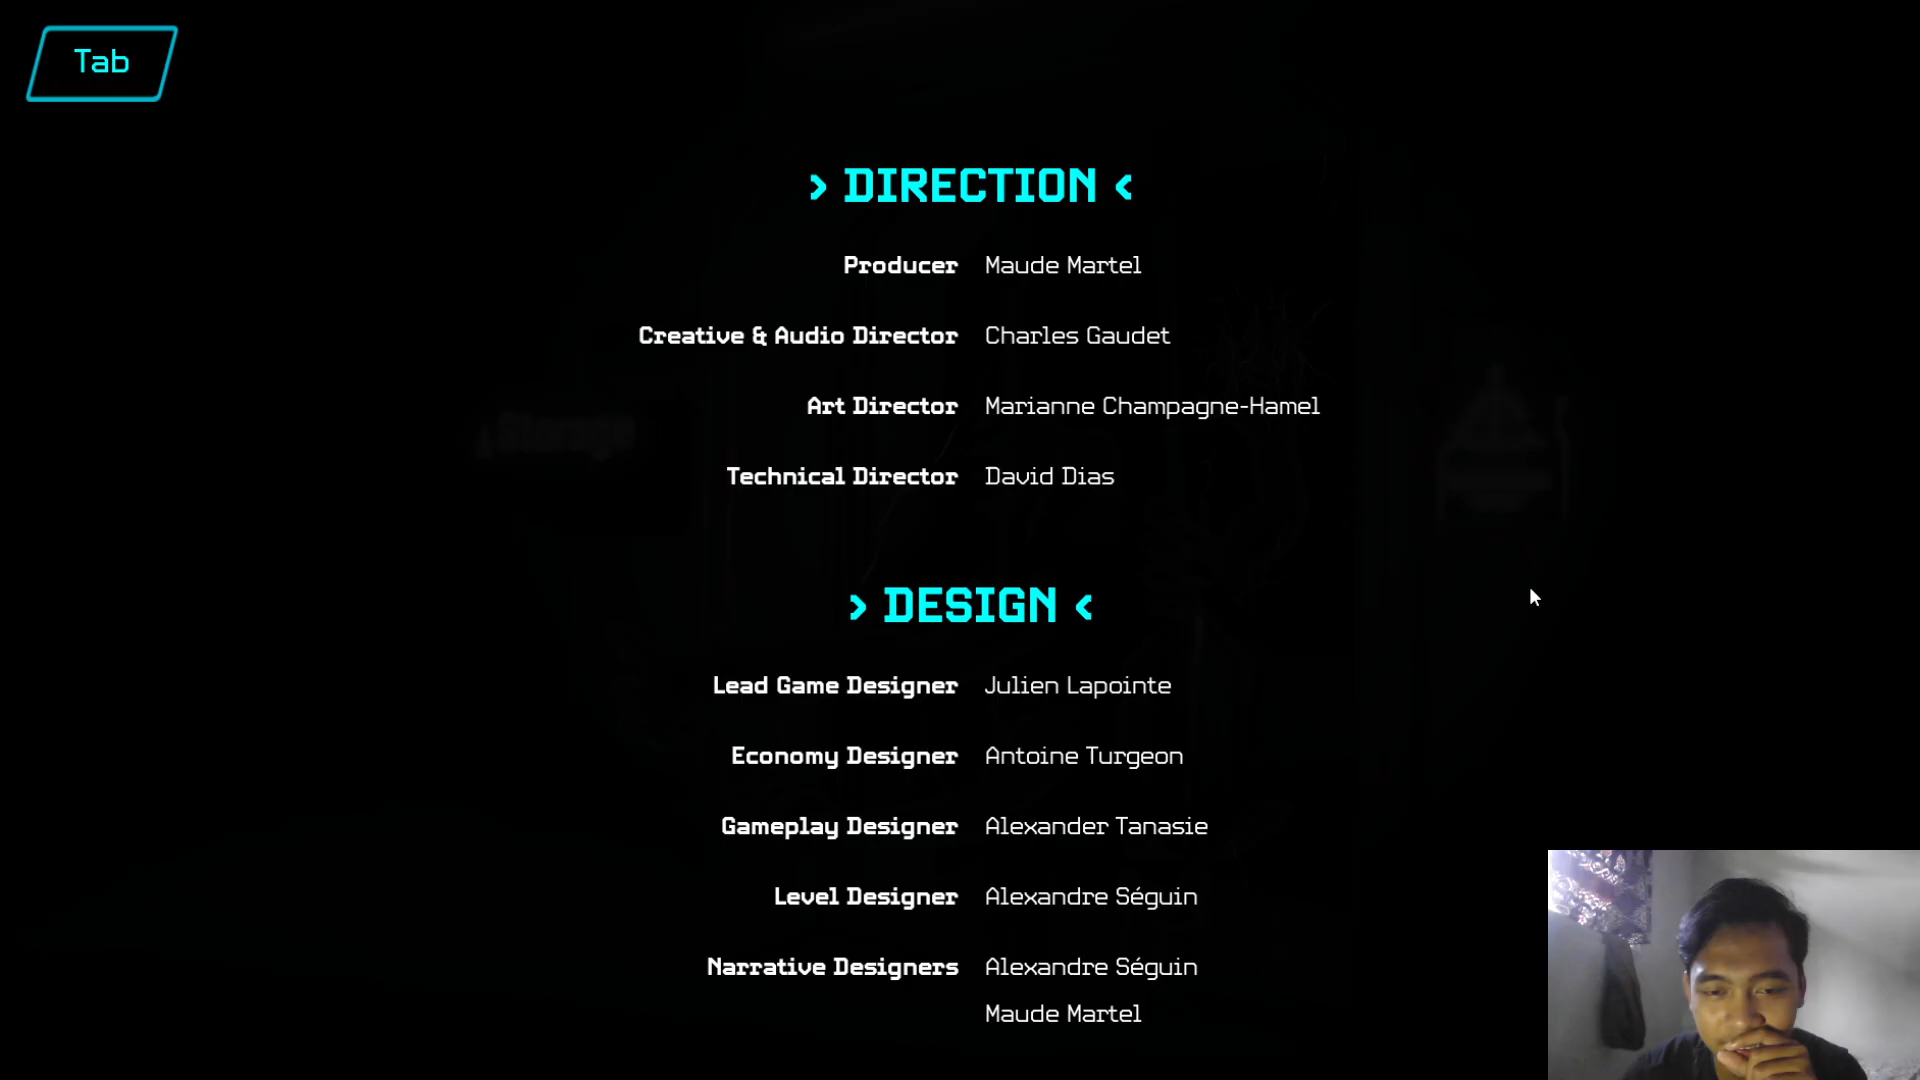 Tab
> DIRECTION <
Producer Maude Martel
Creative & Audio Director Charles Gaudet
Art Director Marianne Champagne-Hamel
Technical Director David Dias
> DESIGN <
Lead Game Designer Julien Lapointe
Economy Designer Antoine Turgeon
Gameplay Designer Alexander Tanasie
Level Designer Alexandre Séguin
Narrative Designers Alexandre Séguin
Maude Martel
Storage